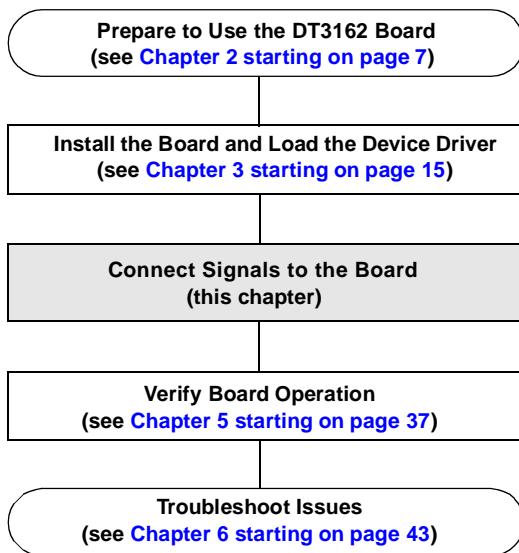 Prepare to Use the DT3162 Board
(see Chapter 2 starting on page 7)
Install the Board and Load the Device Driver
(see Chapter 3 starting on page 15)
Connect Signals to the Board
(this chapter)
Verify Board Operation
(see Chapter 5 starting on page 37)
Troubleshoot Issues
(see Chapter 6 starting on page 43)